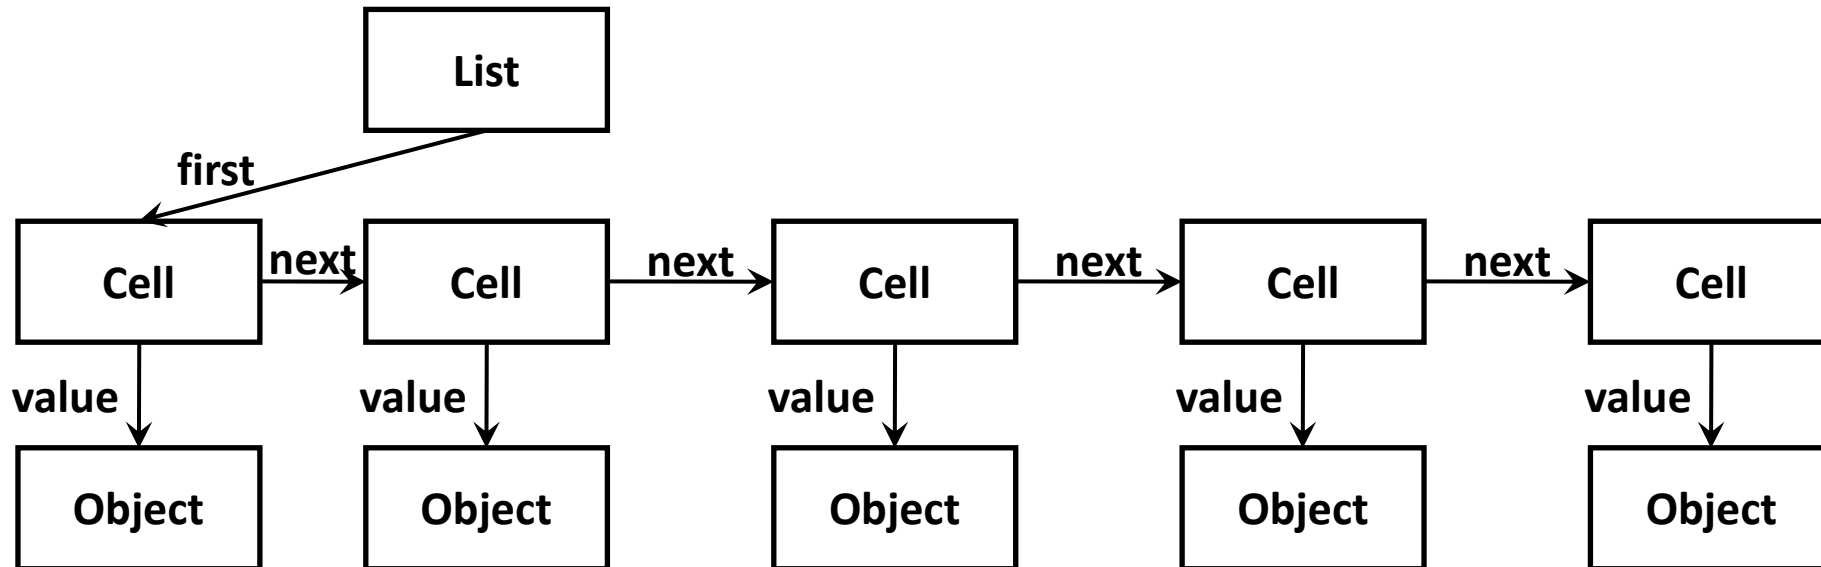 List
first
Cell next Cell next Cell next Cell next Cell
value value value value value
Object Object Object Object Object